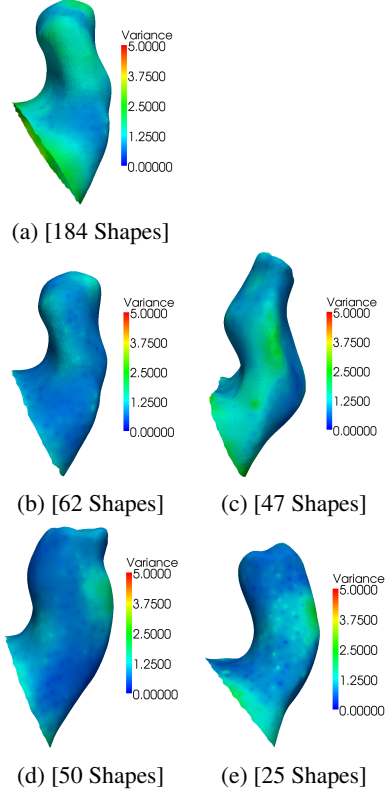 Variance
5.0000
3.7500
2.5000
1.2500
0.00000
(a) [184 Shapes]
Variance
5.0000
3.7500
2.5000
1.2500
0.00000
Variance
5.0000
3.7500
2.5000
1.2500
0.00000
(b) [62 Shapes]
(c) [47 Shapes]
Variance
5.0000
3.7500
2.5000
1.2500
0.00000
Variance
5.0000
3.7500
2.5000
1.2500
0.00000
(d) [50 Shapes]
(e) [25 Shapes]